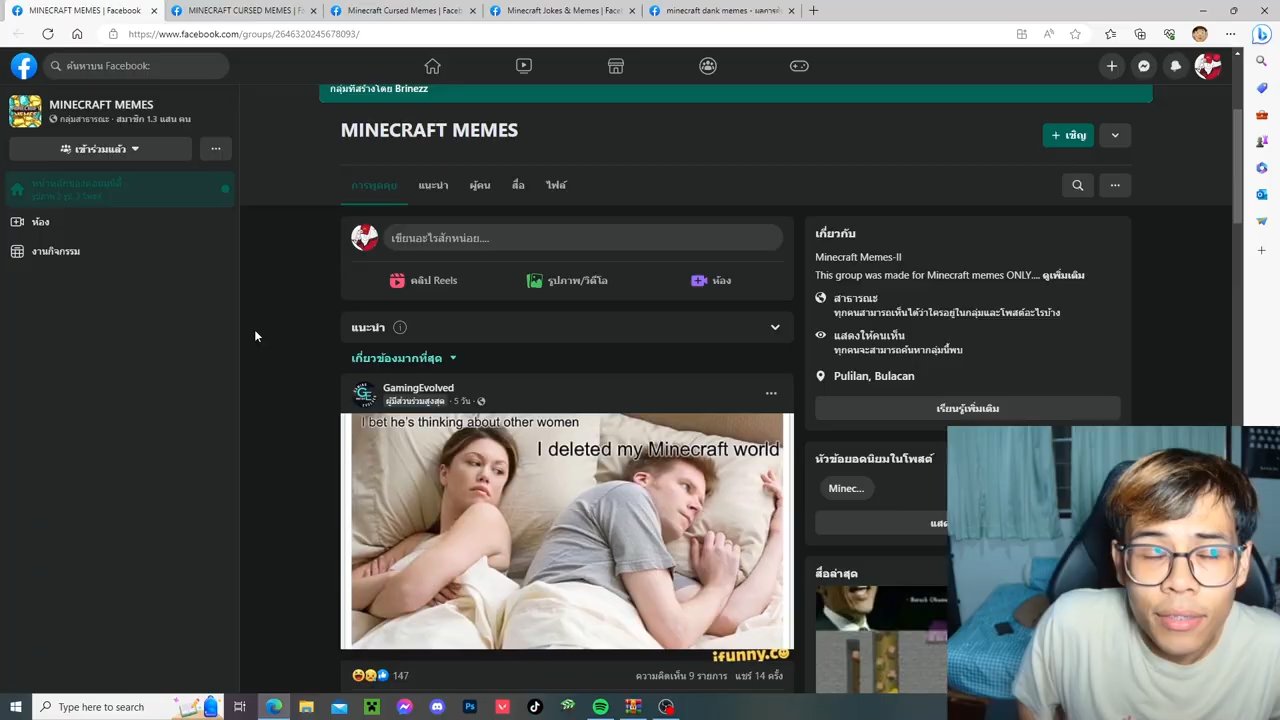 MINECRAFT MEMES | Facebook
MINECRAFT CURSED MEMES | F
Minecraft Cursed Memes | Faceb
Minecraft Jokes & Memes | Face
minecraft dank memes - ผลการค้
https://www.facebook.com/groups/2646320245678093/
ค้นหาบน Facebook
MINECRAFT MEMES
กลุ่มสาธารณะ · สมาชิก 1.3 แสน คน
เข้าร่วมแล้ว
ห้อง
งานกิจกรรม
กลุ่มที่สร้างโดย Brinezz
MINECRAFT MEMES
+ เชิญ
การพูดคุย
แนะนำ
ผู้คน
สื่อ
ไฟล์
เขียนอะไรสักหน่อย....
คลิป Reels
รูปภาพ/วิดีโอ
ห้อง
แนะนำ
เกี่ยวข้องมากที่สุด
GamingEvolved
ผู้มีส่วนร่วมสูงสุด · 5 วัน ·
I bet he's thinking about other women
I deleted my Minecraft world
ifunny.co
147
ความคิดเห็น 9 รายการ
แชร์ 14 ครั้ง
เกี่ยวกับ
Minecraft Memes-II
This group was made for Minecraft memes ONLY.... ดูเพิ่มเติม
สาธารณะ
ทุกคนสามารถเห็นได้ว่าใครอยู่ในกลุ่มและโพสต์อะไรบ้าง
แสดงให้คนเห็น
ทุกคนจะสามารถค้นหากลุ่มนี้พบ
Pulilan, Bulacan
เรียนรู้เพิ่มเติม
หัวข้อยอดนิยมในโพสต์
Minec...
แสด
สื่อล่าสุด
Type here to search